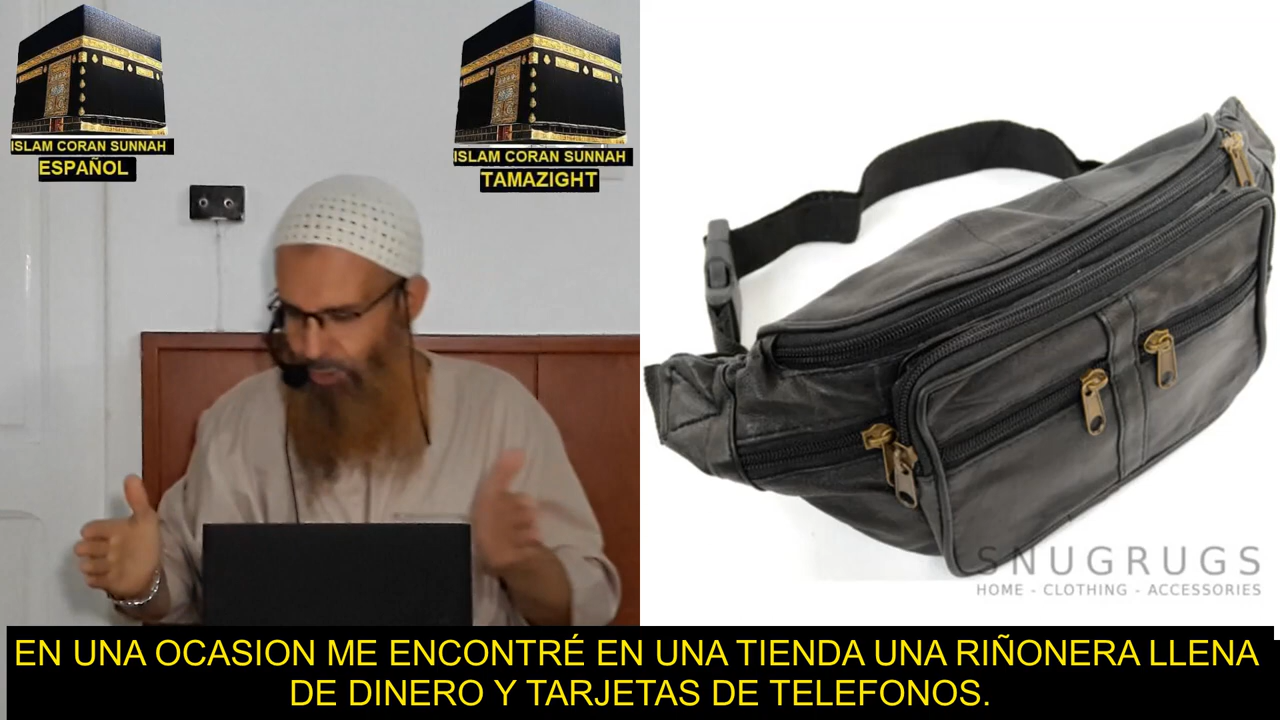 ISLAM CORAN SUNNAH
ESPAÑOL
ISLAM CORAN SUNNAH
TAMAZIGHT
SNUGRUGS
HOME - CLOTHING - ACCESSORIES
EN UNA OCASION ME ENCONTRÉ EN UNA TIENDA UNA RIÑONERA LLENA
DE DINERO Y TARJETAS DE TELEFONOS.